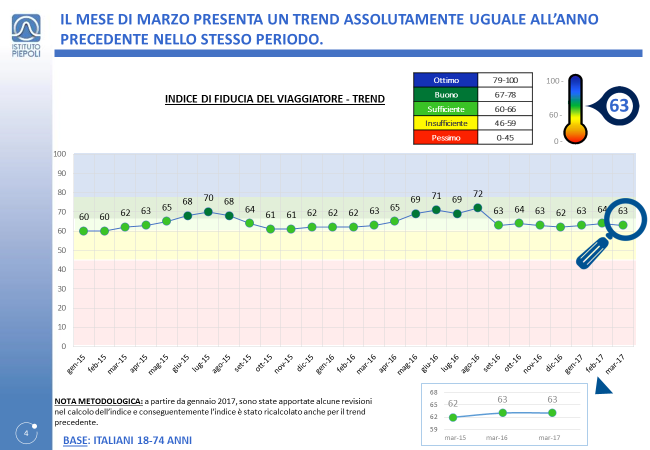 IL MESE DI MARZO PRESENTA UN TREND ASSOLUTAMENTE UGUALE ALL'ANNO
PRECEDENTE NELLO STESSO PERIODO.
ISTITUTO
PIEPOLI
INDICE DI FIDUCIA DEL VIAGGIATORE - TREND
Ottimo 79-100
Buono 67-78
Sufficiente 60-66
Insufficiente 46-59
Pessimo 0-45
100 -
60 -
0 -
63
100
90
80
70
60
50
40
30
20
10
0
60 60 62 63 65 68 70 68 64 61 61 62 62 62 63 65 69 71 69 72 63 64 63 62 63 64 63
gen-15 feb-15 mar-15 apr-15 mag-15 giu-15 lug-15 ago-15 set-15 ott-15 nov-15 dic-15 gen-16 feb-16 mar-16 apr-16 mag-16 giu-16 lug-16 ago-16 set-16 ott-16 nov-16 dic-16 gen-17 feb-17 mar-17
NOTA METODOLOGICA: a partire da gennaio 2017, sono state apportate alcune revisioni
nel calcolo dell'indice e conseguentemente l'indice è stato ricalcolato anche per il trend
precedente.
BASE: ITALIANI 18-74 ANNI
4
68
65
62
59
62 63 63
mar-15 mar-16 mar-17